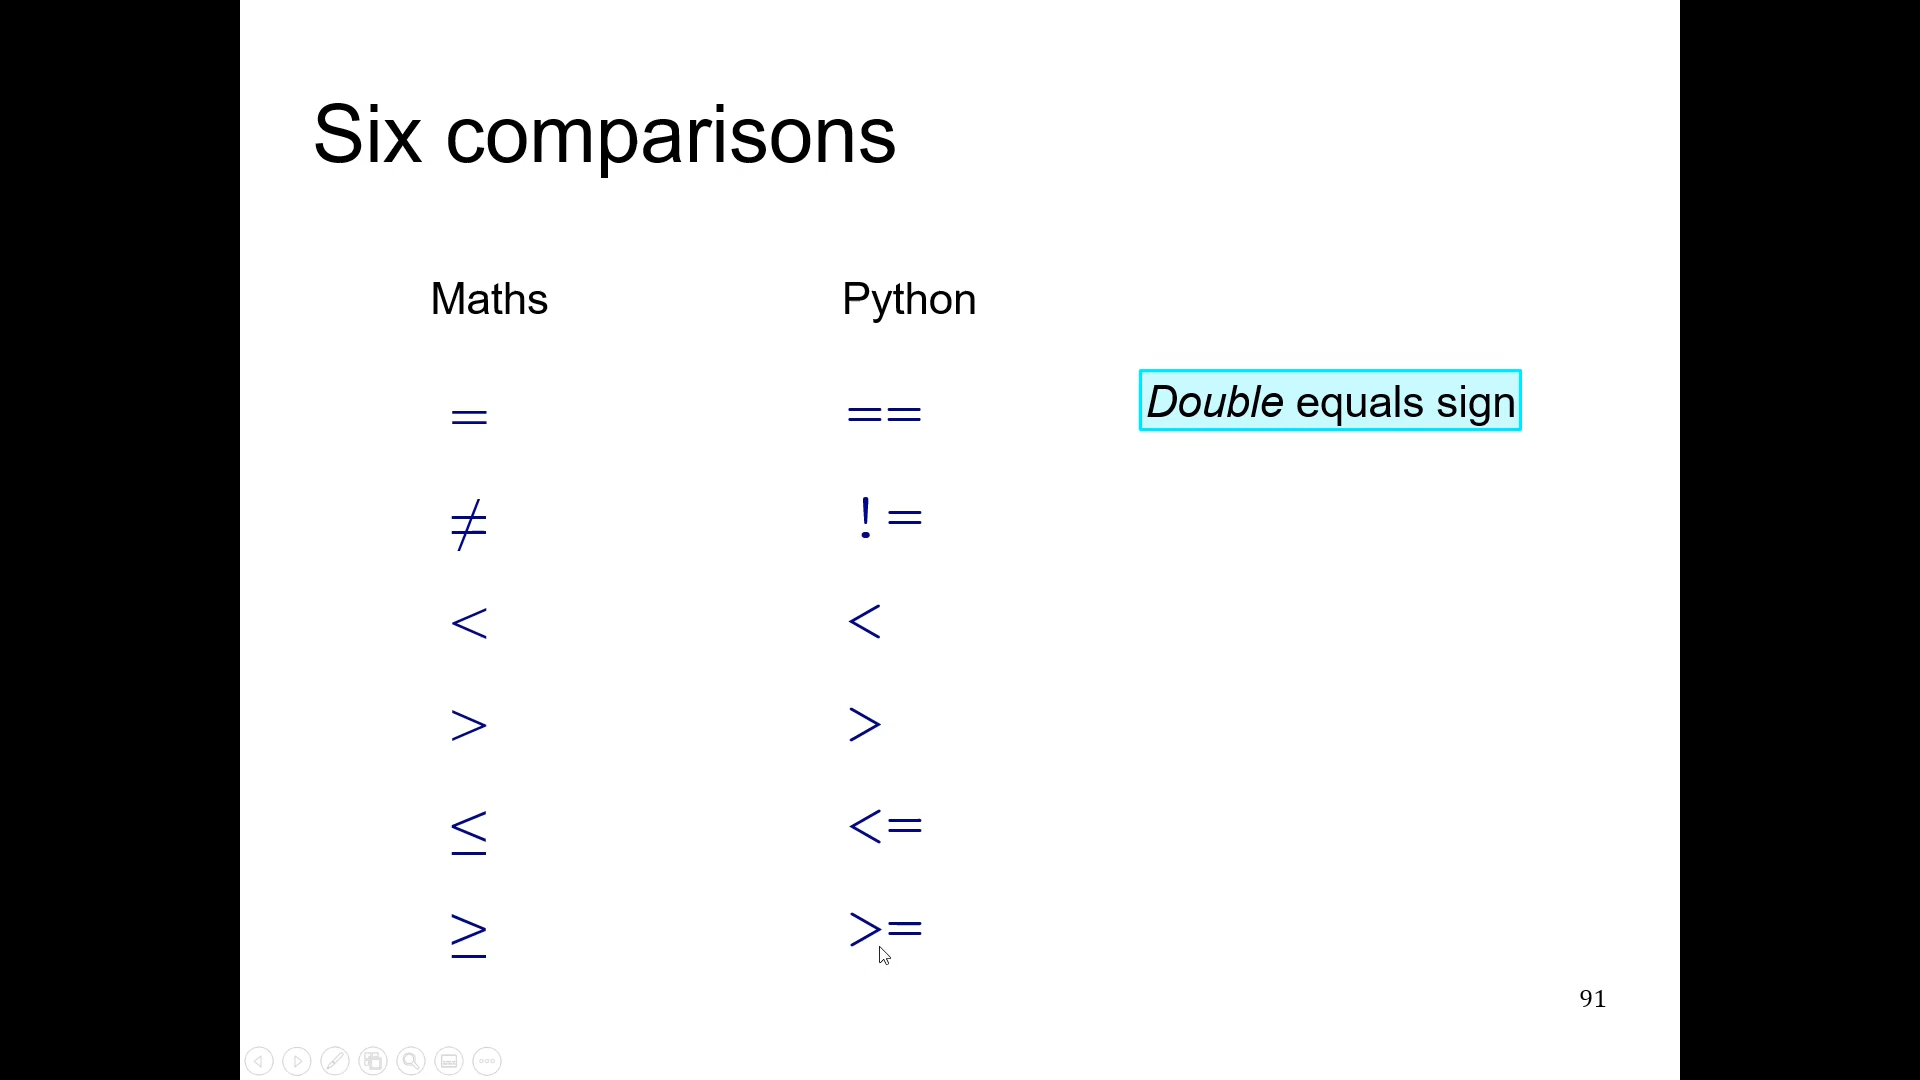 Six comparisons
Maths Python
= == Double equals sign
≠ !=
< <
> >
≤ <=
≥ >=
91